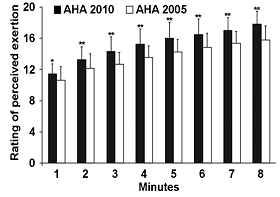 Rating of perceived exertion
20
16
12
8
4
0
AHA 2010 AHA 2005
* ** ** ** ** ** ** **
1 2 3 4 5 6 7 8
Minutes